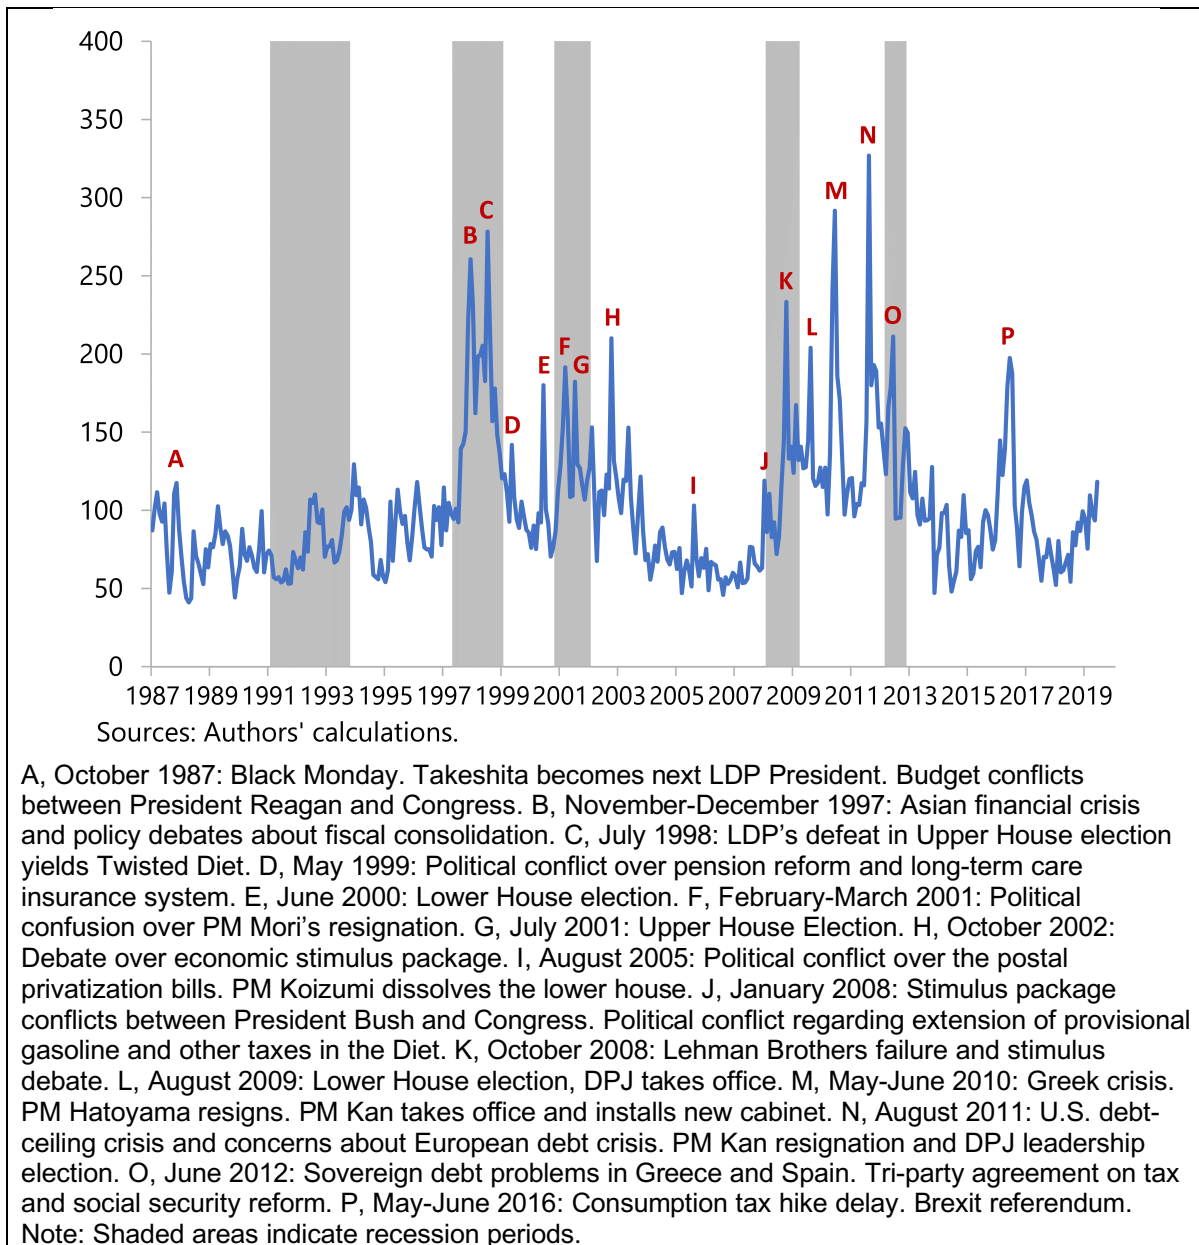 400
350
300
250
200
150
100
50
0
A
B
C
D
E
F
G
H
I
J
K
L
M
N
O
P
1987 1989 1991 1993 1995 1997 1999 2001 2003 2005 2007 2009 2011 2013 2015 2017 2019
Sources: Authors' calculations.
A, October 1987: Black Monday. Takeshita becomes next LDP President. Budget conflicts
between President Reagan and Congress. B, November-December 1997: Asian financial crisis
and policy debates about fiscal consolidation. C, July 1998: LDP’s defeat in Upper House election
yields Twisted Diet. D, May 1999: Political conflict over pension reform and long-term care
insurance system. E, June 2000: Lower House election. F, February-March 2001: Political
confusion over PM Mori’s resignation. G, July 2001: Upper House Election. H, October 2002:
Debate over economic stimulus package. I, August 2005: Political conflict over the postal
privatization bills. PM Koizumi dissolves the lower house. J, January 2008: Stimulus package
conflicts between President Bush and Congress. Political conflict regarding extension of provisional
gasoline and other taxes in the Diet. K, October 2008: Lehman Brothers failure and stimulus
debate. L, August 2009: Lower House election, DPJ takes office. M, May-June 2010: Greek crisis.
PM Hatoyama resigns. PM Kan takes office and installs new cabinet. N, August 2011: U.S. debt-
ceiling crisis and concerns about European debt crisis. PM Kan resignation and DPJ leadership
election. O, June 2012: Sovereign debt problems in Greece and Spain. Tri-party agreement on tax
and social security reform. P, May-June 2016: Consumption tax hike delay. Brexit referendum.
Note: Shaded areas indicate recession periods.